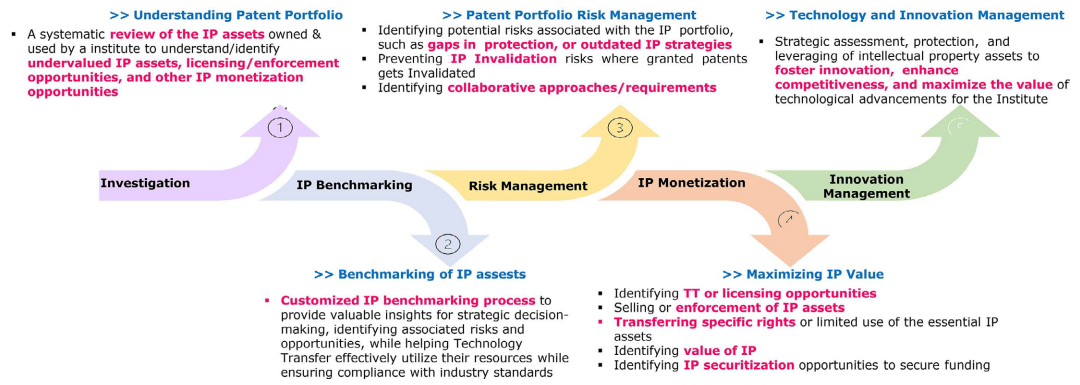 >> Understanding Patent Portfolio
▪ A systematic review of the IP assets owned &
used by a institute to understand/identify
undervalued IP assets, licensing/enforcement
opportunities, and other IP monetization
opportunities
>> Patent Portfolio Risk Management
▪ Identifying potential risks associated with the IP portfolio,
such as gaps in protection, or outdated IP strategies
▪ Preventing IP Invalidation risks where granted patents
gets Invalidated
▪ Identifying collaborative approaches/requirements
>> Technology and Innovation Management
▪ Strategic assessment, protection, and
leveraging of intellectual property assets to
foster innovation, enhance
competitiveness, and maximize the value of
technological advancements for the Institute
1
3
Investigation
IP Benchmarking
Risk Management
IP Monetization
Innovation
Management
2
>> Benchmarking of IP assests
▪ Customized IP benchmarking process to
provide valuable insights for strategic decision-
making, identifying associated risks and
opportunities, while helping Technology
Transfer effectively utilize their resources while
ensuring compliance with industry standards
>> Maximizing IP Value
▪ Identifying TT or licensing opportunities
▪ Selling or enforcement of IP assets
▪ Transferring specific rights or limited use of the essential IP
assets
▪ Identifying value of IP
▪ Identifying IP securitization opportunities to secure funding